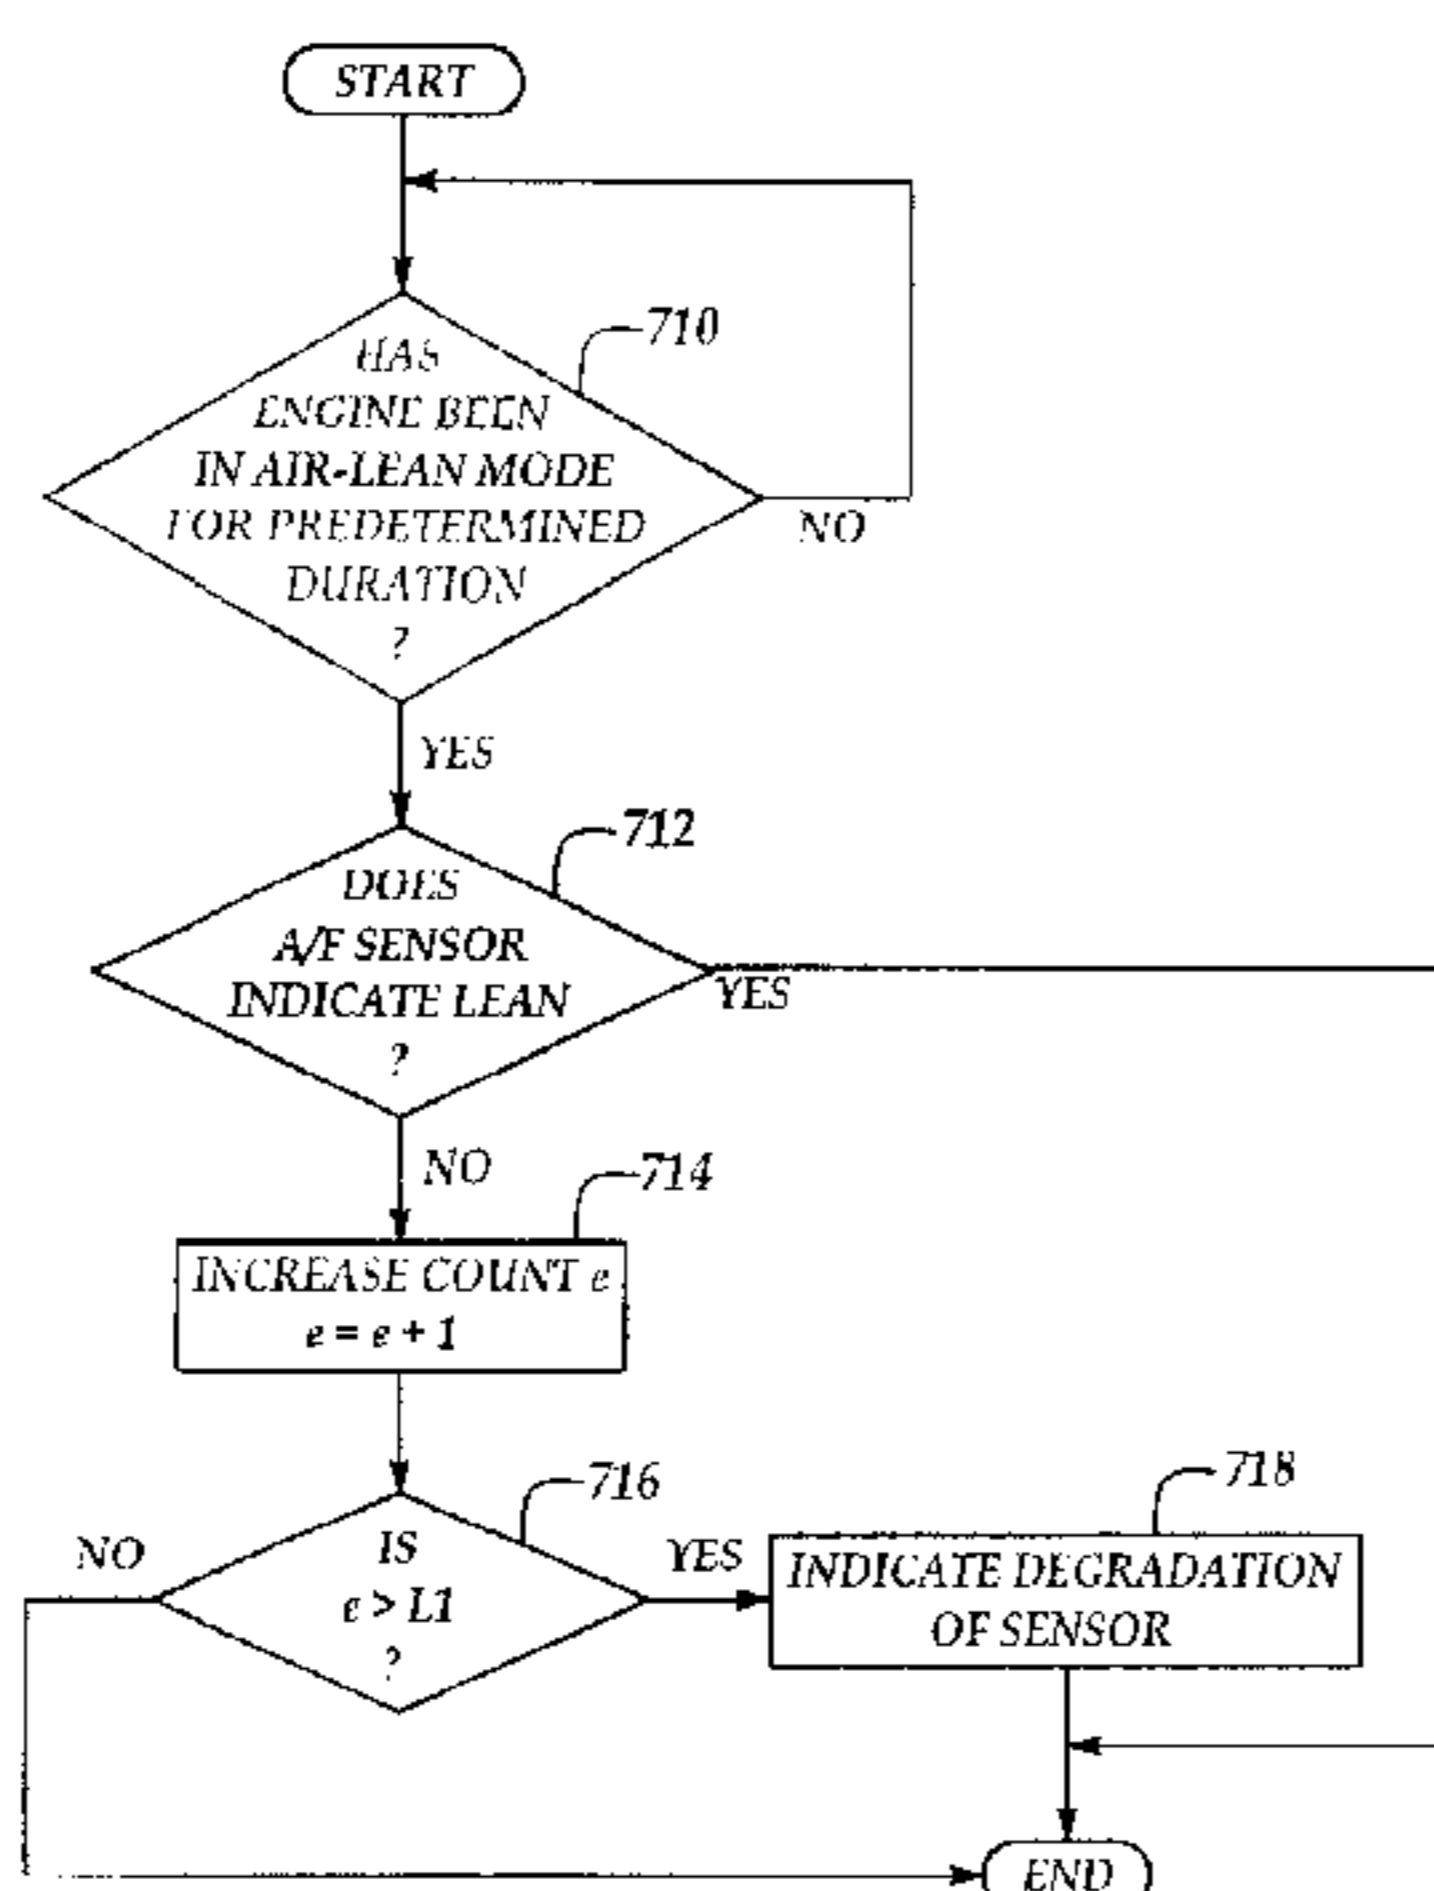 START
710
HAS
ENGINE BEEN
IN AIR-LEAN MODE
FOR PREDETERMINED
DURATION
?
NO
YES
712
DOES
A/F SENSOR
INDICATE LEAN
?
YES
NO
714
INCREASE COUNT e
e = e + 1
716
718
NO
IS
e > L1
?
YES
INDICATE DEGRADATION
OF SENSOR
END